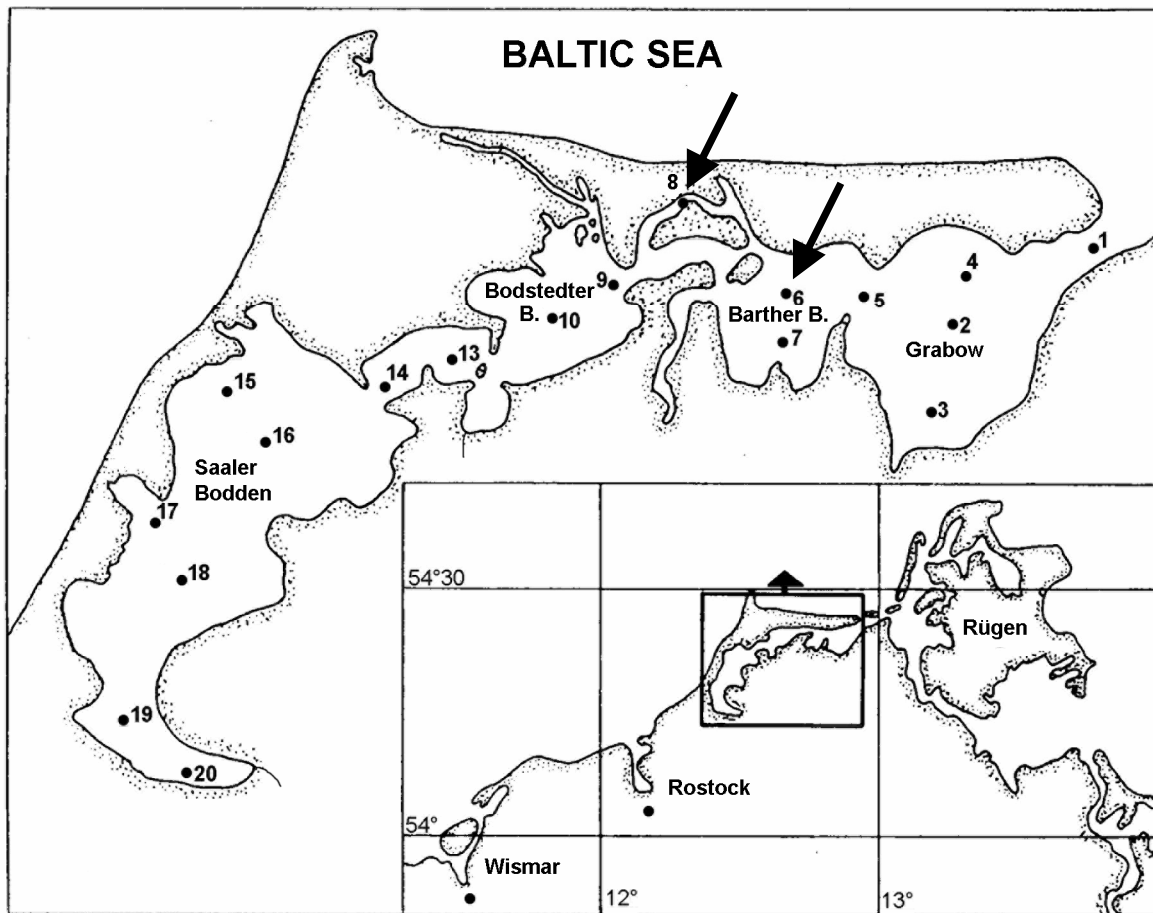 BALTIC SEA
8
1
4
9
6
5
Bodstedter
B.
10
Barther B.
2
7
Grabow
13
14
15
3
16
Saaler
Bodden
17
18
54°30
Rügen
19
20
Rostock
54°
Wismar
12°
13°